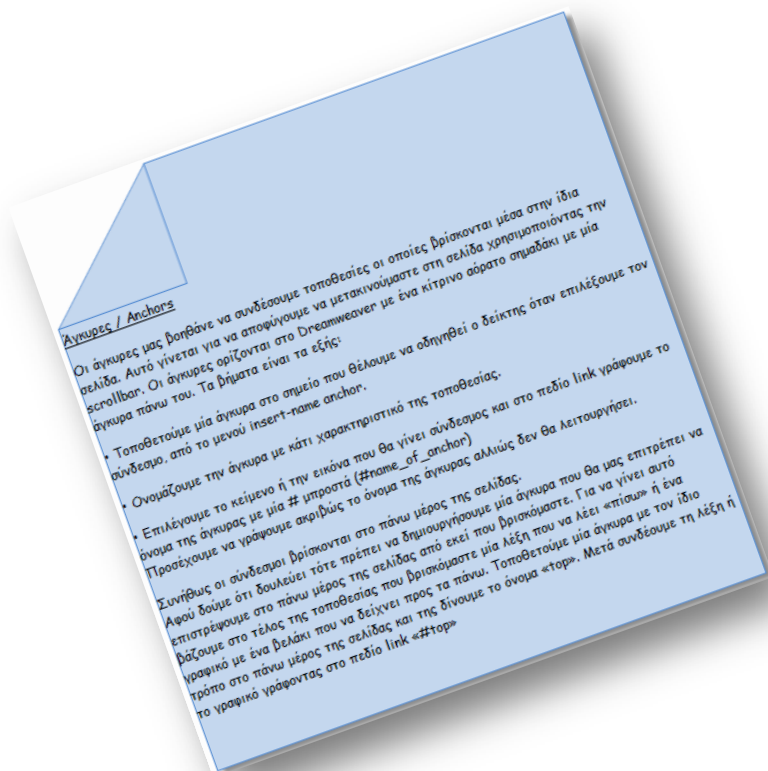 Άγκυρες / Anchors
Οι άγκυρες μας βοηθάνε να συνδέσουμε τοποθεσίες οι οποίες βρίσκονται μέσα στην ίδια
σελίδα. Αυτό γίνεται για να αποφύγουμε να μετακινούμαστε στη σελίδα χρησιμοποιόντας την
scrollbar. Οι άγκυρες ορίζονται στο Dreamweaver με ένα κίτρινο αόρατο σημαδάκι με μία
άγκυρα πάνω του. Τα βήματα είναι τα εξής:
• Τοποθετούμε μία άγκυρα στο σημείο που θέλουμε να οδηγηθεί ο δείκτης όταν επιλέξουμε τον
σύνδεσμο, από το μενού insert-name anchor.
• Ονομάζουμε την άγκυρα με κάτι χαρακτηριστικό της τοποθεσίας.
• Επιλέγουμε το κείμενο ή την εικόνα που θα γίνει σύνδεσμος και στο πεδίο link γράφουμε το
όνομα της άγκυρας με μία # μπροστά (#name_of_anchor)
Προσέχουμε να γράψουμε ακριβώς το όνομα της άγκυρας αλλιώς δεν θα λειτουργήσει.
Συνήθως οι σύνδεσμοι βρίσκονται στο πάνω μέρος της σελίδας.
Αφού δούμε ότι δουλεύει τότε πρέπει να δημιουργήσουμε μία άγκυρα που θα μας επιτρέπει να
επιστρέψουμε στο πάνω μέρος της σελίδας από εκεί που βρισκόμαστε. Για να γίνει αυτό
βάζουμε στο τέλος της τοποθεσίας που βρισκόμαστε μία λέξη που να λέει «πίσω» ή ένα
γραφικό με ένα βελάκι που να δείχνει προς τα πάνω. Τοποθετούμε μία άγκυρα με τον ίδιο
τρόπο στο πάνω μέρος της σελίδας και της δίνουμε το όνομα «top». Μετά συνδέουμε τη λέξη ή
το γραφικό γράφοντας στο πεδίο link «#top»